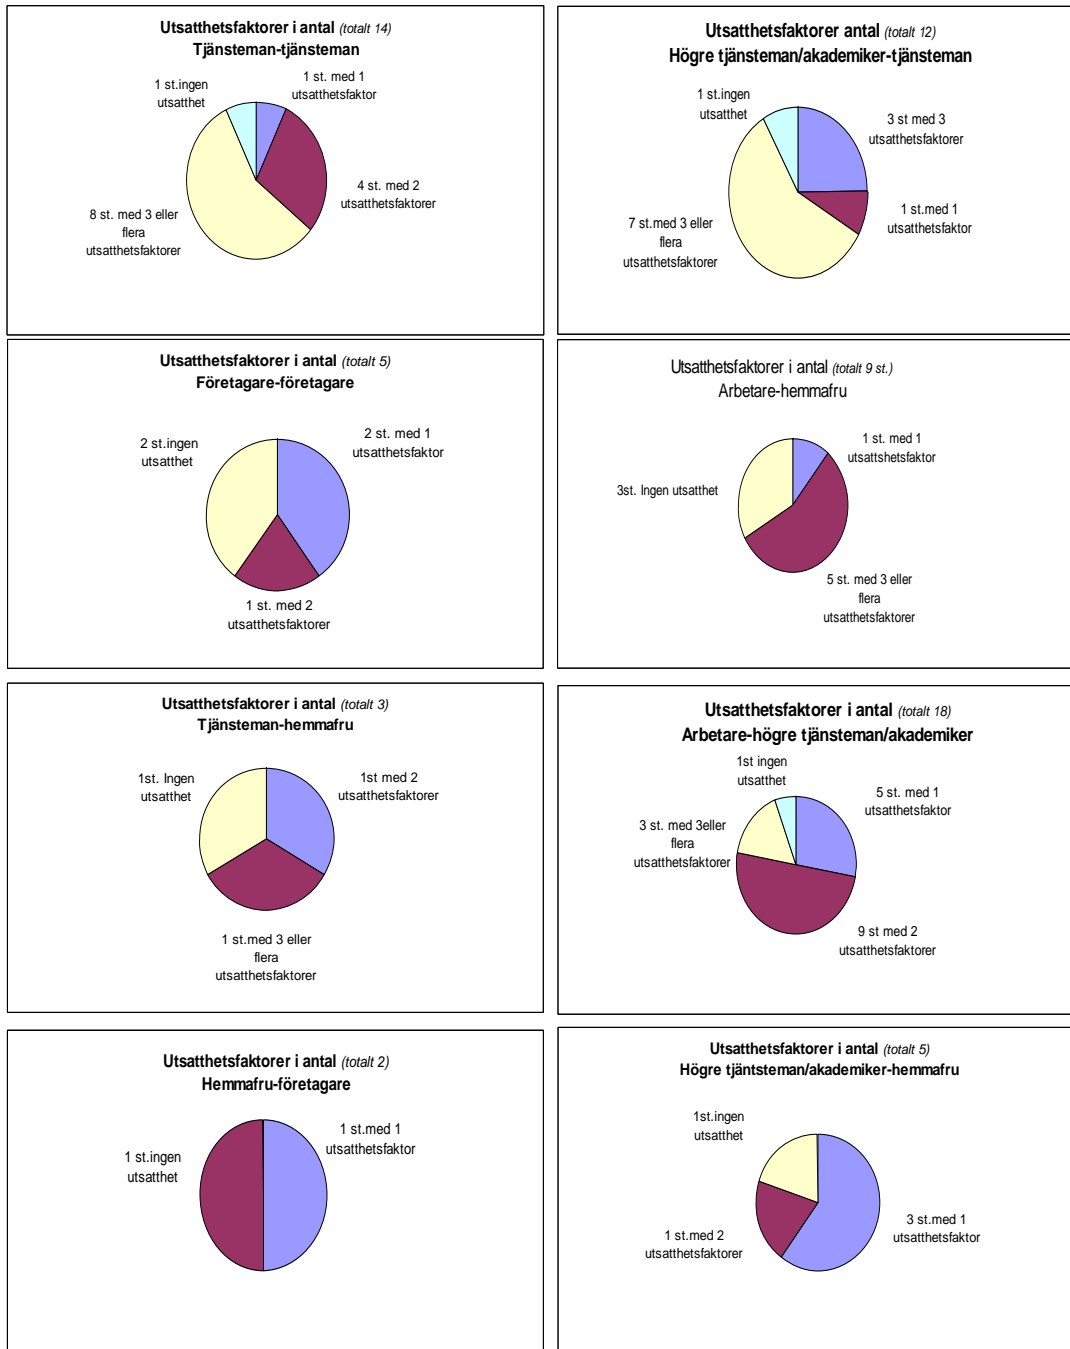 Utsatthetsfaktorer i antal (totalt 14)
Tjänsteman-tjänsteman
1 st.ingen
utsatthet
1 st. med 1
utsatthetsfaktor
4 st. med 2
utsatthetsfaktorer
8 st. med 3 eller
flera
utsatthetsfaktorer
Utsatthetsfaktorer antal (totalt 12)
Högre tjänsteman/akademiker-tjänsteman
1 st.ingen
utsatthet
3 st med 3
utsatthetsfaktorer
1 st.med 1
utsatthetsfaktor
7 st.med 3 eller
flera
utsatthetsfaktorer
Utsatthetsfaktorer i antal (totalt 5)
Företagare-företagare
2 st.ingen
utsatthet
2 st. med 1
utsatthetsfaktor
1 st. med 2
utsatthetsfaktorer
Utsatthetsfaktorer i antal (totalt 9 st.)
Arbetare-hemmafru
1 st. med 1
utsattshetsfaktor
3st. Ingen utsatthet
5 st. med 3 eller
flera
utsatthetsfaktorer
Utsatthetsfaktorer i antal (totalt 3)
Tjänsteman-hemmafru
1st. Ingen
utsatthet
1st med 2
utsatthetsfaktorer
1 st.med 3 eller
flera
utsatthetsfaktorer
Utsatthetsfaktorer i antal (totalt 18)
Arbetare-högre tjänsteman/akademiker
1st ingen
utsatthet
5 st. med 1
utsatthetsfaktor
3 st. med 3eller
flera
utsatthetsfaktorer
9 st med 2
utsatthetsfaktorer
Utsatthetsfaktorer i antal (totalt 2)
Hemmafru-företagare
1 st.ingen
utsatthet
1 st.med 1
utsatthetsfaktor
Utsatthetsfaktorer i antal (totalt 5)
Högre tjäntsteman/akademiker-hemmafru
1st.ingen
utsatthet
1 st.med 2
utsatthetsfaktorer
3 st.med 1
utsatthetsfaktor